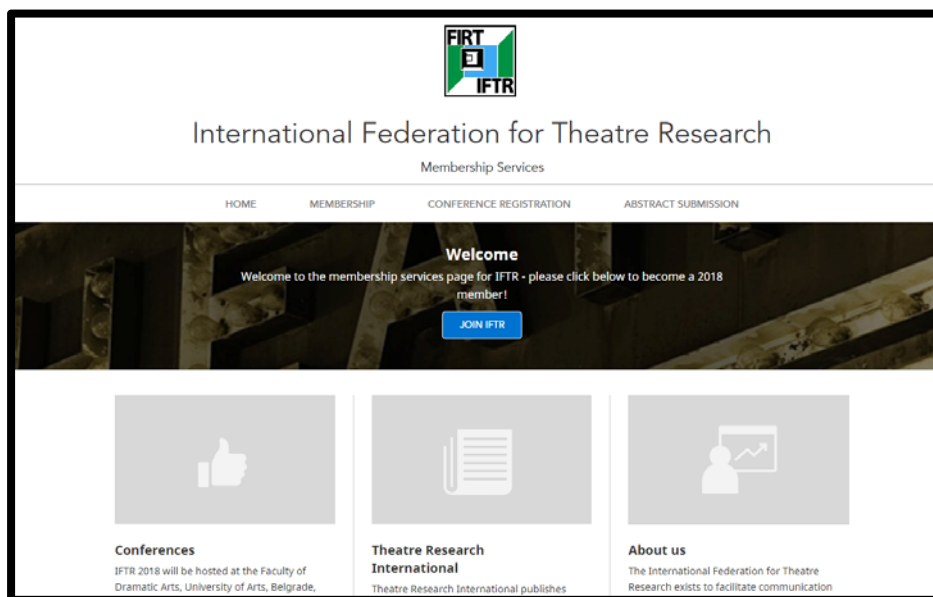 FIRT
IFTR
International Federation for Theatre Research
Membership Services
HOME MEMBERSHIP CONFERENCE REGISTRATION ABSTRACT SUBMISSION
Welcome
Welcome to the membership services page for IFTR - please click below to become a 2018
member!
JOIN IFTR
Conferences
IFTR 2018 will be hosted at the Faculty of
Dramatic Arts, University of Arts, Belgrade,
Theatre Research
International
Theatre Research International publishes
About us
The International Federation for Theatre
Research exists to facilitate communication